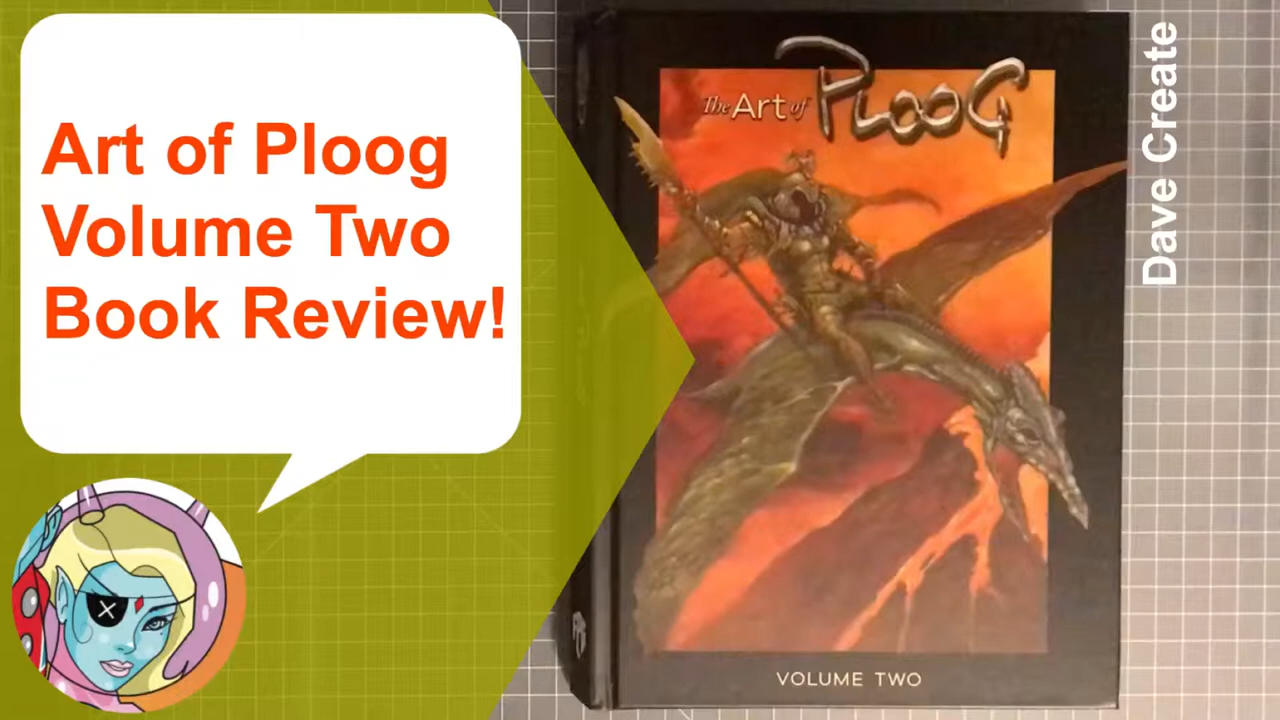 Art of Ploog
Volume Two
Book Review!
The Art of PLOOG
VOLUME TWO
Dave Create